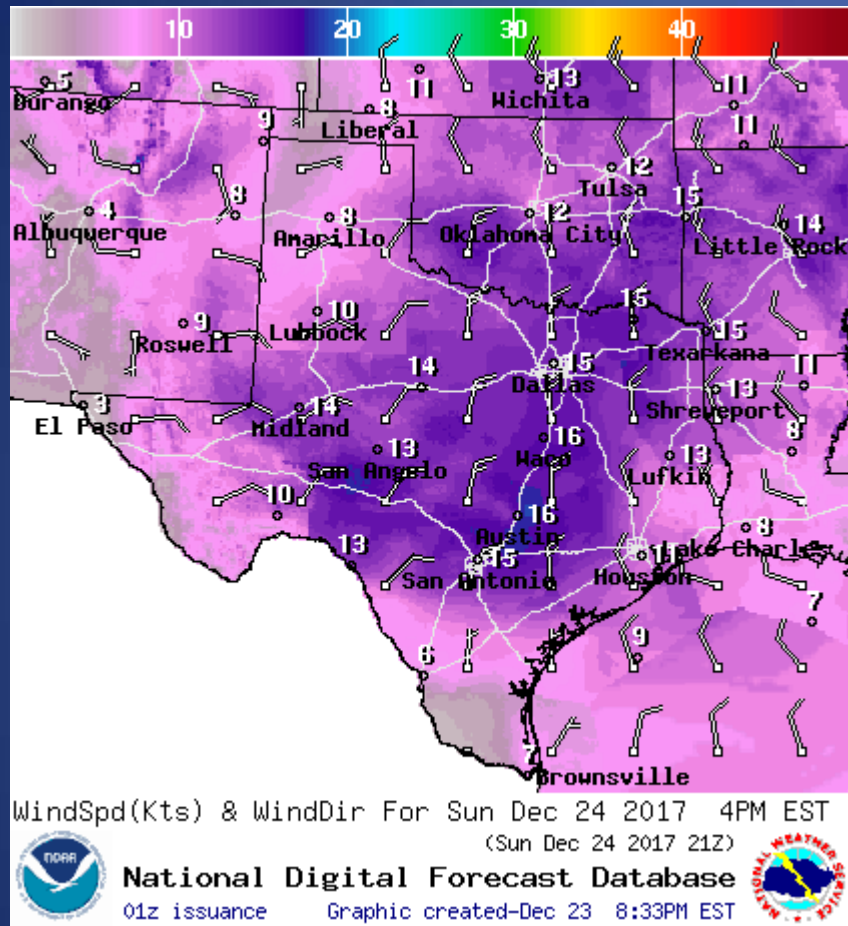 10 20 30 40
5 11 13 11
Durango Wichita
8
Liberal
9 11
12
Tulsa
4 8 8 12 15 14
Albuquerque Amarillo Oklahoma City Little Rock
9 10 15 15
Roswell Lubbock Texarkana
15
Dallas
14 13 11
Shreveport
3 14
El Paso Midland
13 16 8
San Angelo Waco 13
Lufkin
10 16 8
Austin
13 15 11 Lake Charles
San Antonio Houston
7
6 9
7
Brownsville
WindSpd(Kts) & WindDir For Sun Dec 24 2017 4PM EST
(Sun Dec 24 2017 21Z)
NOAA
National Digital Forecast Database
NATIONAL WEATHER SERVICE
01z issuance Graphic created-Dec 23 8:33PM EST